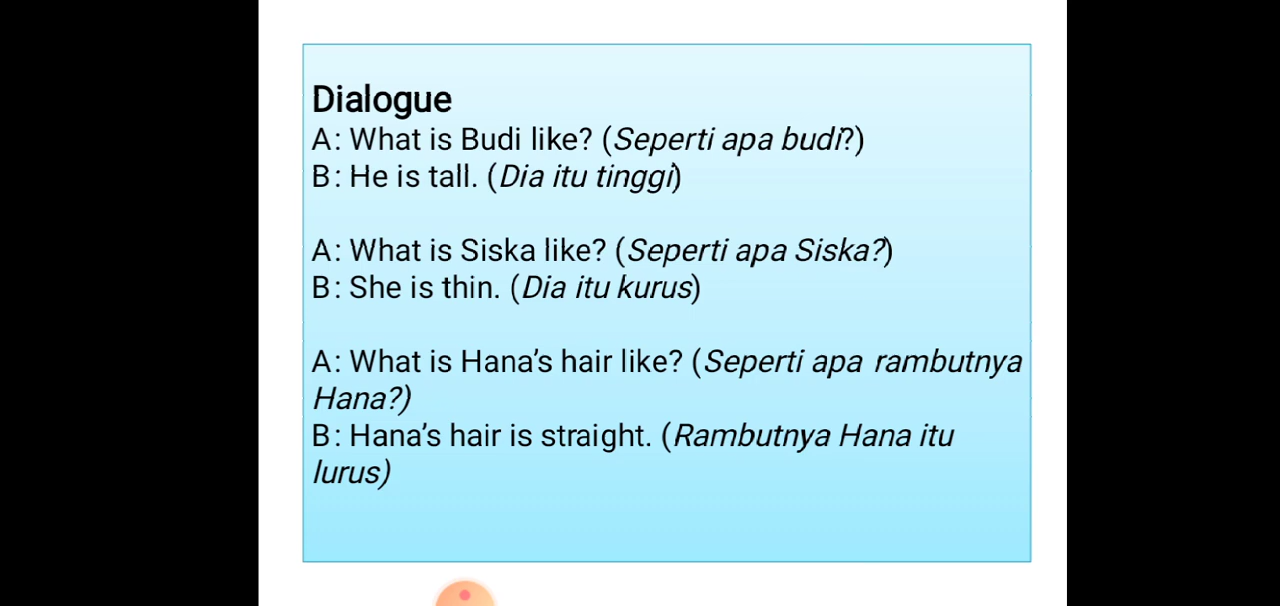 Dialogue
A: What is Budi like? (Seperti apa budi?)
B: He is tall. (Dia itu tinggi)
A: What is Siska like? (Seperti apa Siska?)
B: She is thin. (Dia itu kurus)
A: What is Hana’s hair like? (Seperti apa rambutnya
Hana?)
B: Hana’s hair is straight. (Rambutnya Hana itu
lurus)